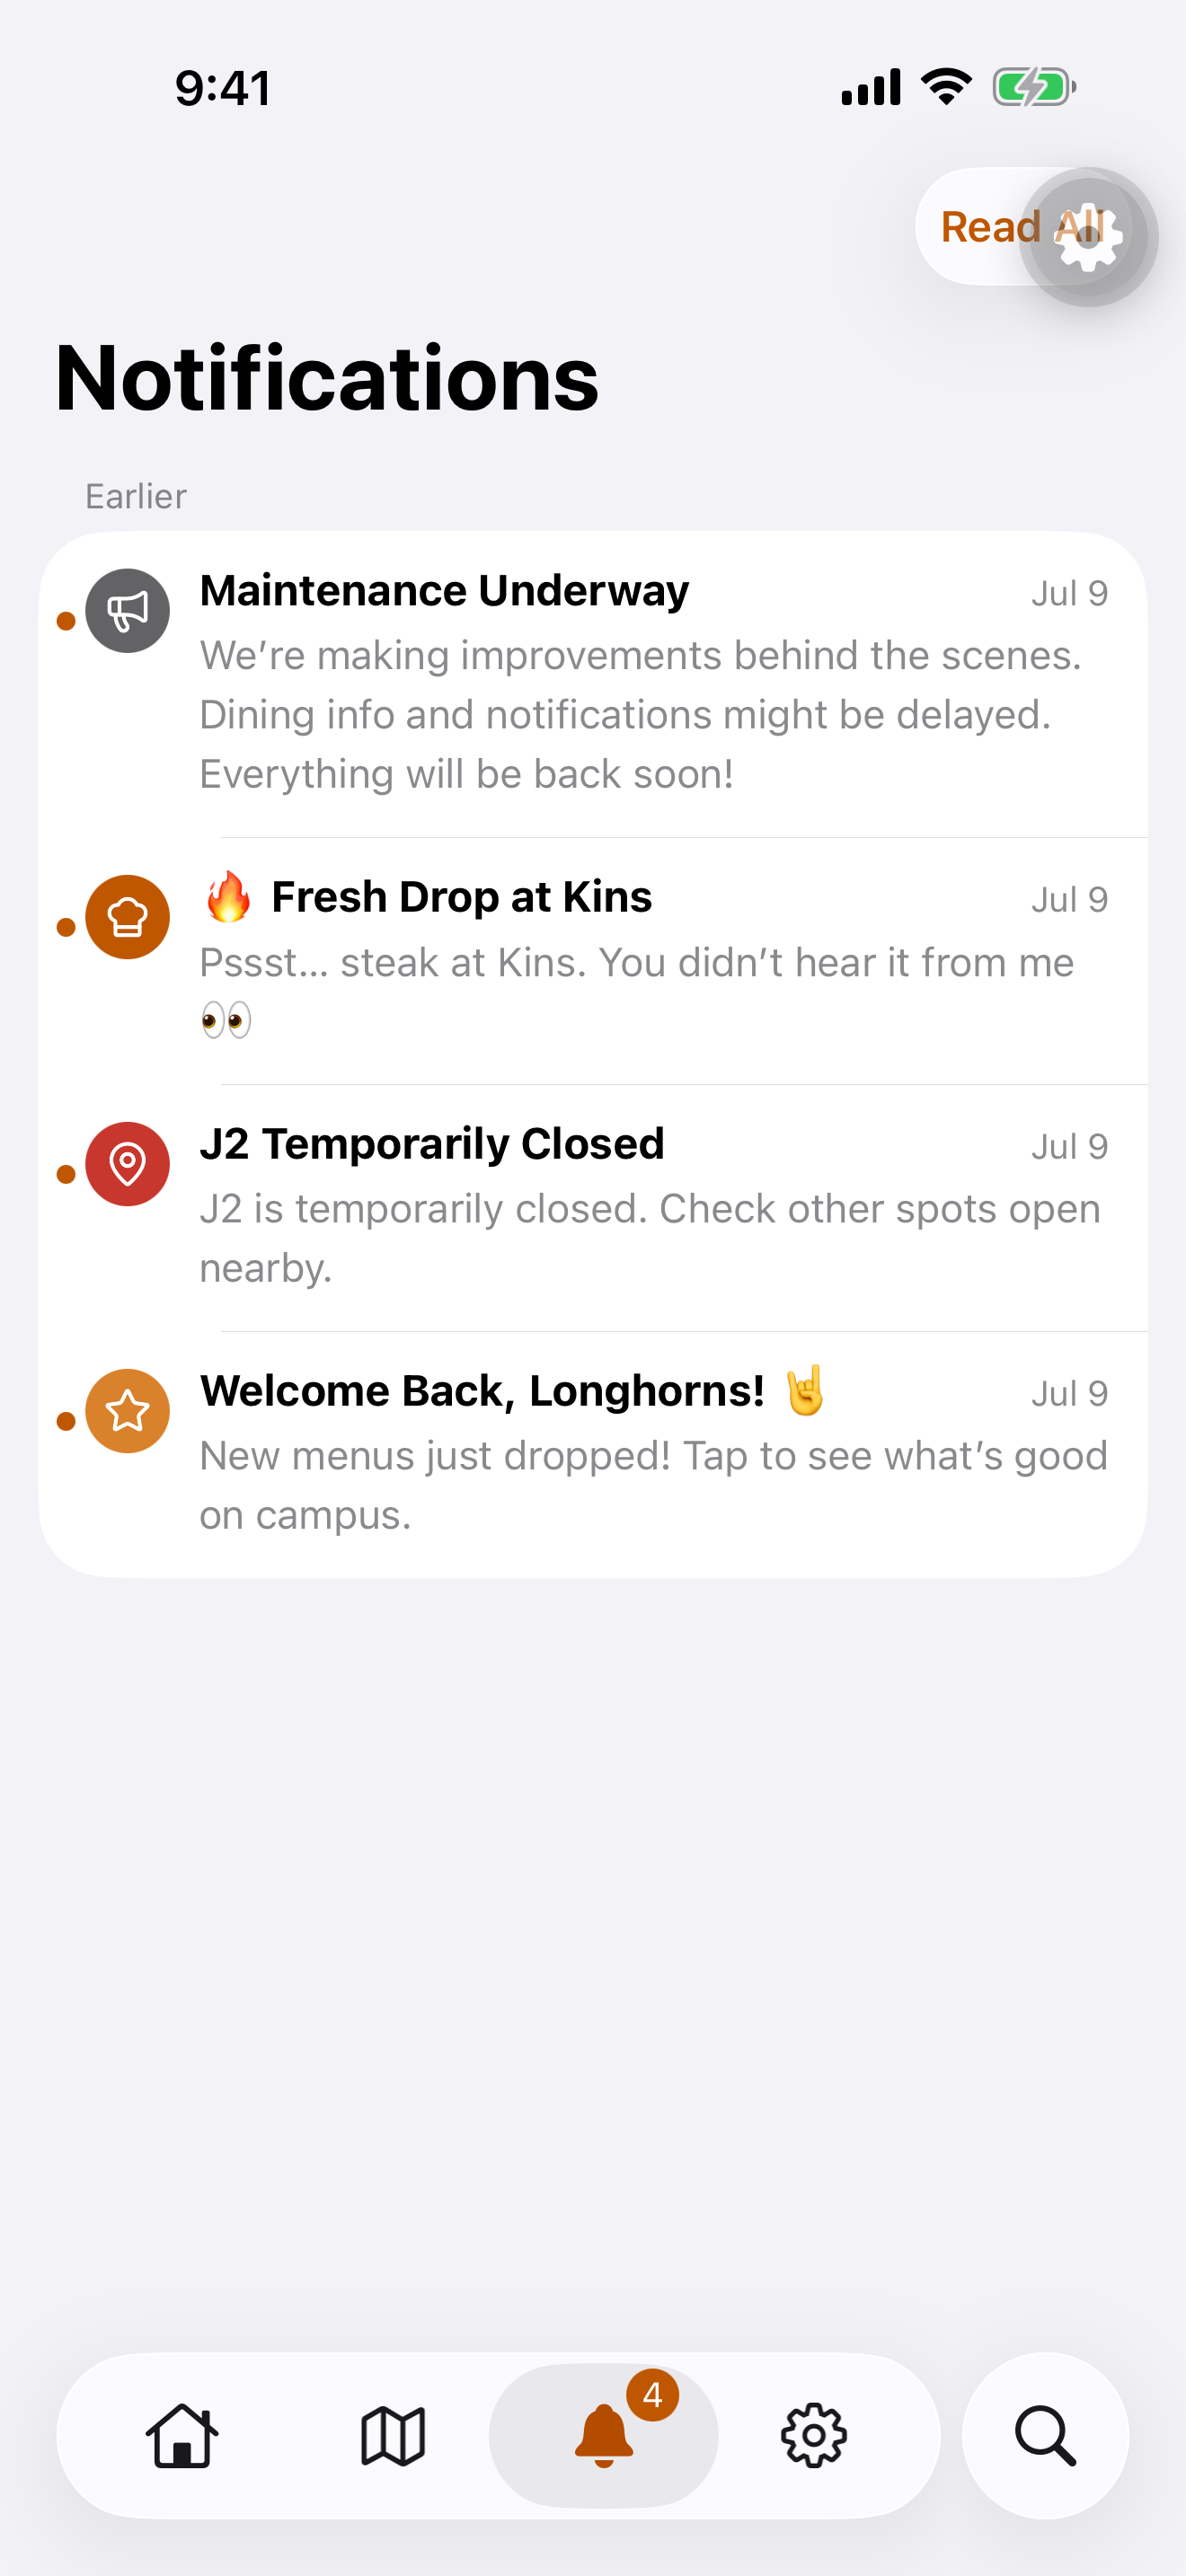 9:41
Read All
Notifications
Earlier
Maintenance Underway
Jul 9
We’re making improvements behind the scenes.
Dining info and notifications might be delayed.
Everything will be back soon!
🔥 Fresh Drop at Kins
Jul 9
Pssst... steak at Kins. You didn’t hear it from me
👀
J2 Temporarily Closed
Jul 9
J2 is temporarily closed. Check other spots open
nearby.
Welcome Back, Longhorns! 🤘
Jul 9
New menus just dropped! Tap to see what’s good
on campus.
4